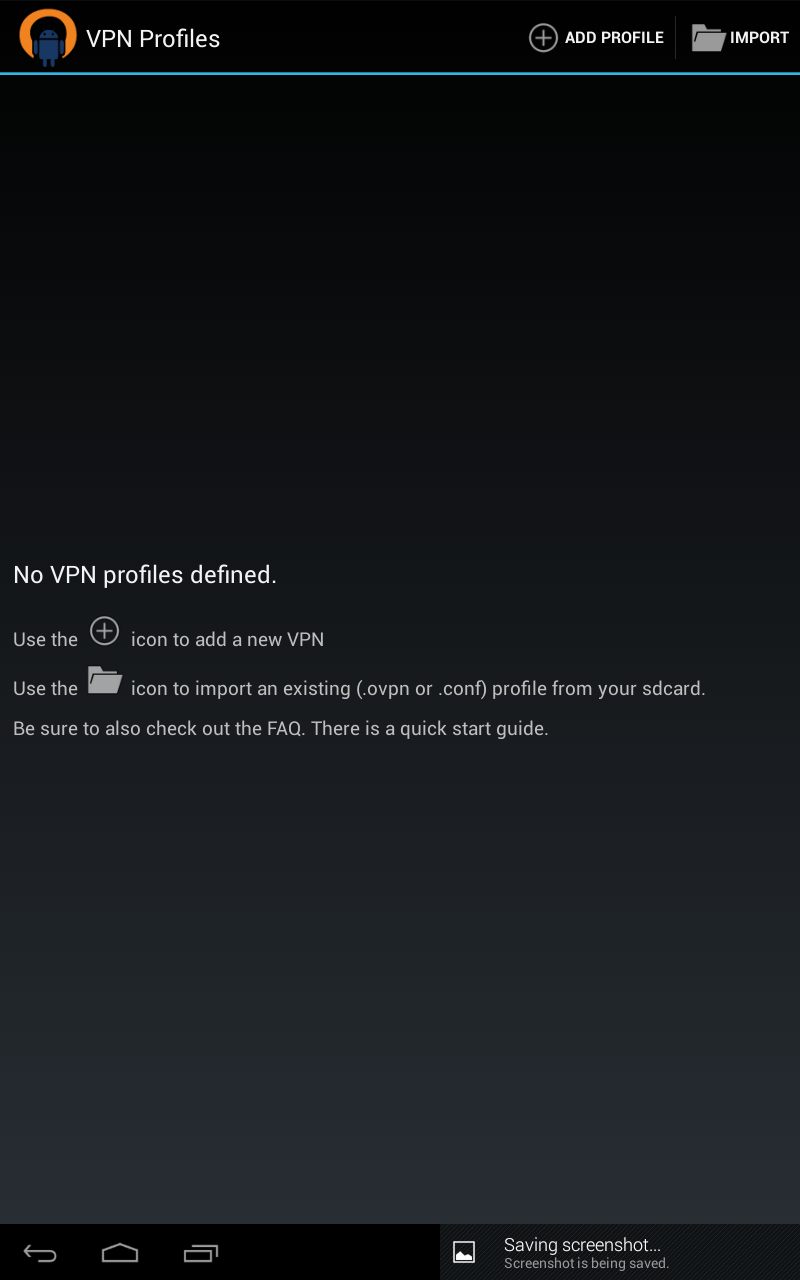 VPN Profiles
ADD PROFILE
IMPORT
No VPN profiles defined.
Use the icon to add a new VPN
Use the icon to import an existing (.ovpn or .conf) profile from your sdcard.
Be sure to also check out the FAQ. There is a quick start guide.
Saving screenshot...
Screenshot is being saved.